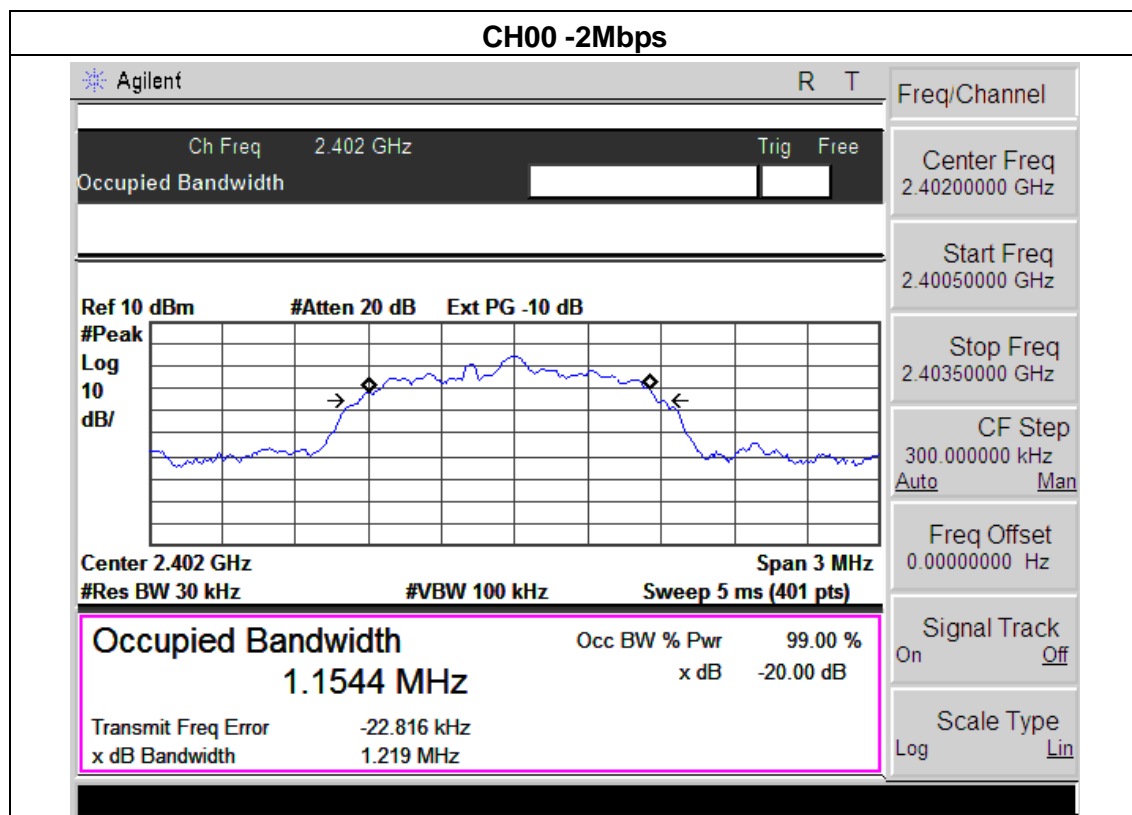 CH00 -2Mbps
Agilent R T
Ch Freq 2.402 GHz Trig Free
Occupied Bandwidth
Ref 10 dBm #Atten 20 dB Ext PG -10 dB
#Peak
Log
10
dB/
Center 2.402 GHz Span 3 MHz
#Res BW 30 kHz #VBW 100 kHz Sweep 5 ms (401 pts)
Occupied Bandwidth Occ BW % Pwr 99.00 %
1.1544 MHz x dB -20.00 dB
Transmit Freq Error -22.816 kHz
x dB Bandwidth 1.219 MHz
Freq/Channel
Center Freq
2.40200000 GHz
Start Freq
2.40050000 GHz
Stop Freq
2.40350000 GHz
CF Step
300.000000 kHz
Auto Man
Freq Offset
0.00000000 Hz
Signal Track
On Off
Scale Type
Log Lin